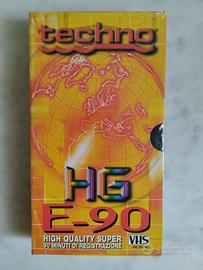 techno
HG
E-90
HIGH QUALITY SUPER
90 MINUTI DI REGISTRAZIONE
VHS